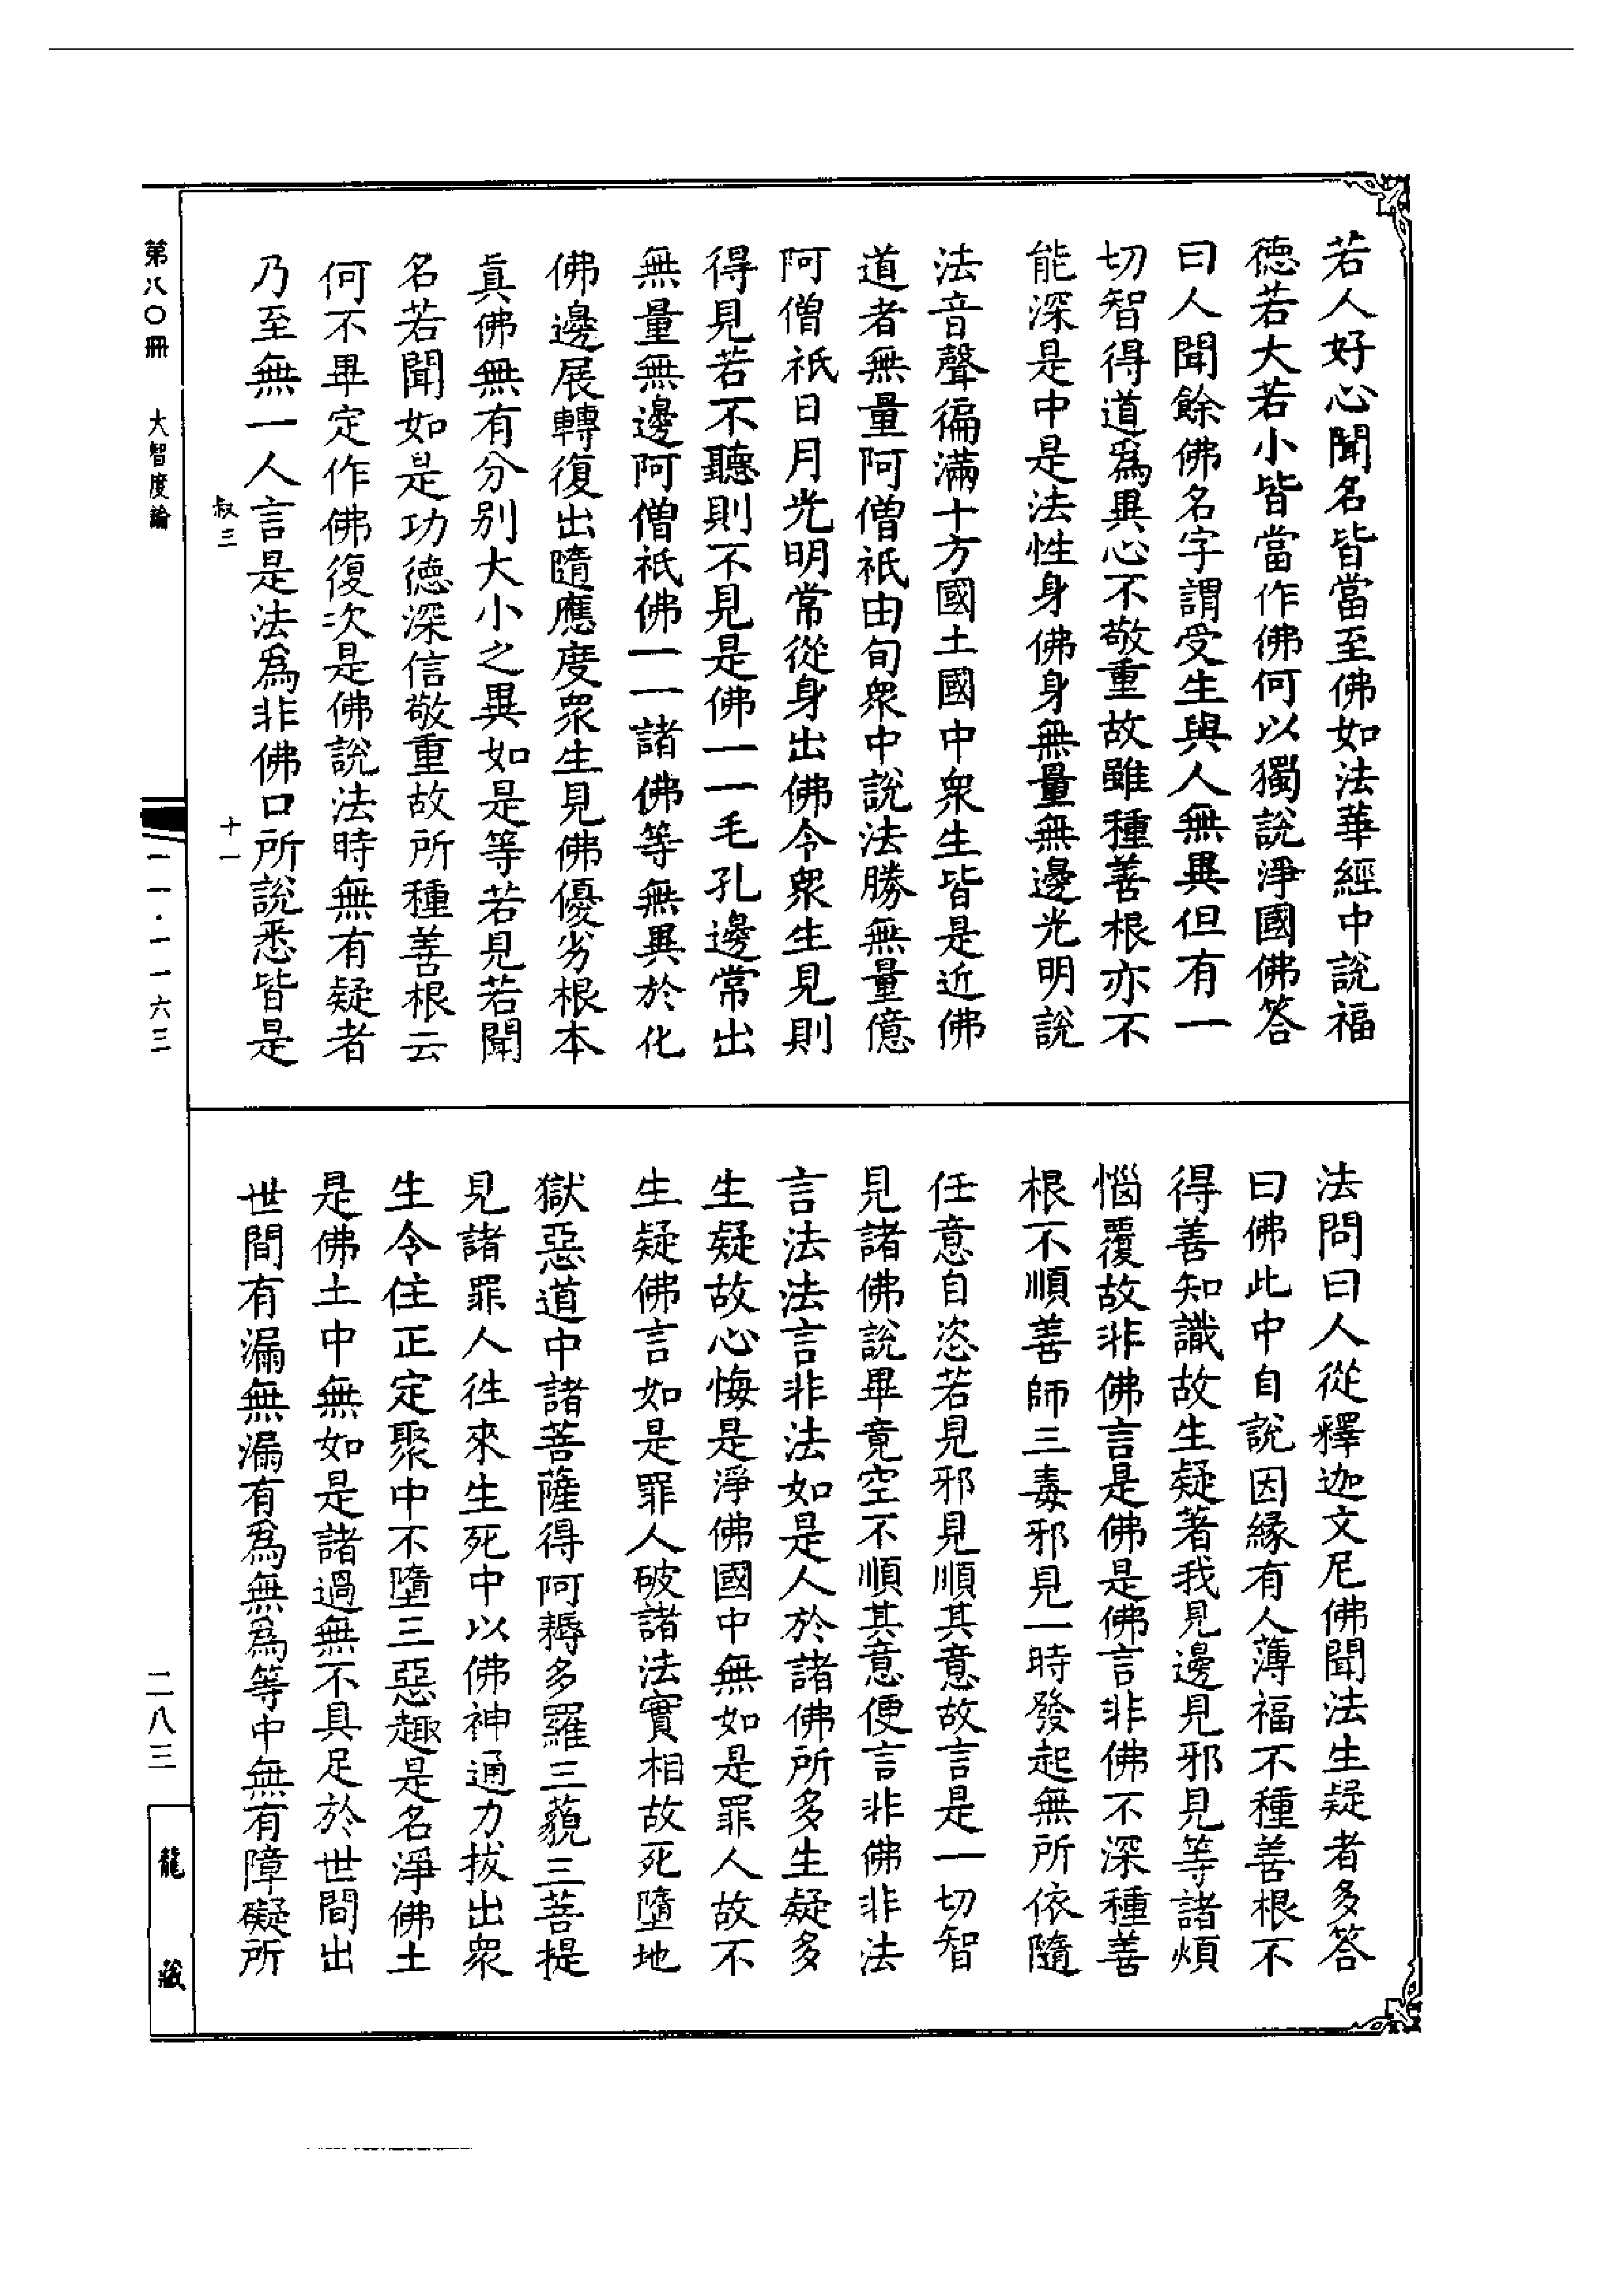 若人好心聞名皆當至佛如法華經中說福
德若大若小皆當作佛何以獨說淨國佛答
曰人聞餘佛名字謂受生與人無異但有一
切智得道爲異心不敬重故雖種善根亦不
能深是中是法性身佛身無量無邊光明說
法音聲徧滿十方國土國中衆生皆是近佛
道者無量阿僧祇由旬衆中說法勝無量億
阿僧祇日月光明常從身出佛令衆生見則
得見若不聽則不見是佛一一毛孔邊常出
無量無邊阿僧祇佛一一諸佛等無異於化
佛邊展轉復出隨應度衆生見佛優劣根本
真佛無有分別大小之異如是等若見若聞
名若聞如是功德深信敬重故所種善根云
何不畢定作佛復次是佛說法時無有疑者
乃至無一人言是法爲非佛口所說悉皆是
叔三
十一
法問曰人從釋迦文尼佛聞法生疑者多答
曰佛此中自說因緣有人薄福不種善根不
得善知識故生疑著我見邊見邪見等諸煩
惱覆故非佛言是佛是佛言非佛不深種善
根不順善師三毒邪見一時發起無所依隨
任意自恣若見邪見順其意故言是一切智
見諸佛說畢竟空不順其意便言非佛非法
言法法言非法如是人於諸佛所多生疑多
生疑故心悔是淨佛國中無如是罪人故不
生疑佛言如是罪人破諸法實相故死墮地
獄惡道中諸菩薩得阿耨多羅三藐三菩提
見諸罪人徃來生死中以佛神通力拔出衆
生令住正定聚中不墮三惡趣是名淨佛土
是佛土中無如是諸過無不具足於世間出
世間有漏無漏有爲無爲等中無有障礙所
第八〇冊
大智度論
一一·一一六三
二八三
龍藏